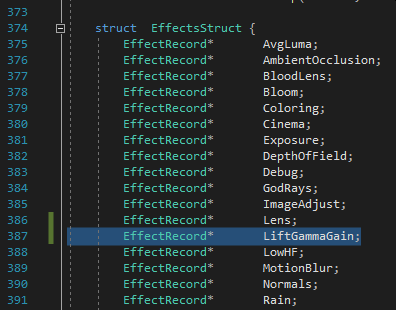 373
374 struct EffectsStruct {
375 EffectRecord* AvgLuma;
376 EffectRecord* AmbientOcclusion;
377 EffectRecord* BloodLens;
378 EffectRecord* Bloom;
379 EffectRecord* Coloring;
380 EffectRecord* Cinema;
381 EffectRecord* Exposure;
382 EffectRecord* DepthOfField;
383 EffectRecord* Debug;
384 EffectRecord* GodRays;
385 EffectRecord* ImageAdjust;
386 EffectRecord* Lens;
387 EffectRecord* LiftGammaGain;
388 EffectRecord* LowHF;
389 EffectRecord* MotionBlur;
390 EffectRecord* Normals;
391 EffectRecord* Rain;